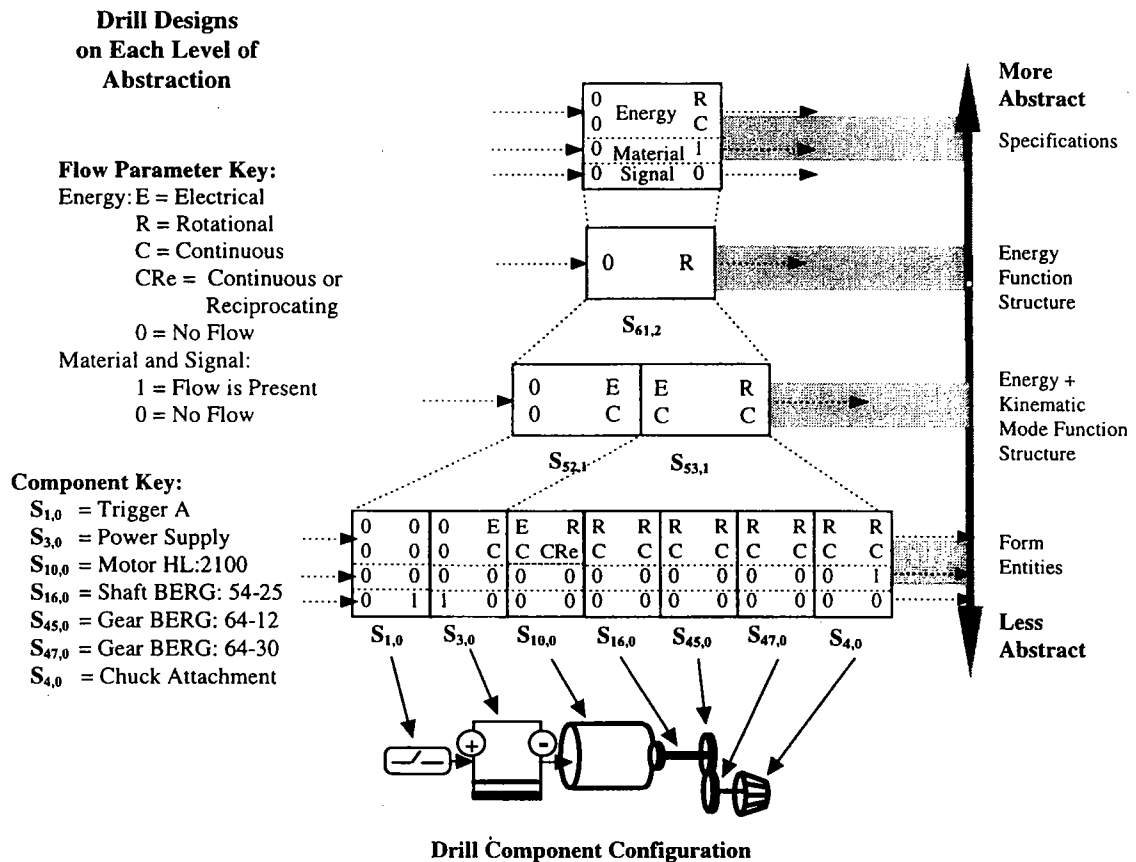 Drill Designs
on Each Level of
Abstraction
More
Abstract
0 R
Energy
0 C
0 Material 1
0 Signal 0
Specifications
Flow Parameter Key:
Energy: E = Electrical
R = Rotational
C = Continuous
CRe = Continuous or
Reciprocating
0 = No Flow
Material and Signal:
1 = Flow is Present
0 = No Flow
0 R
S61,2
Energy
Function
Structure
0 E E R
0 C C C
S52,1 S53,1
Energy +
Kinematic
Mode Function
Structure
Component Key:
S1,0 = Trigger A
S3,0 = Power Supply
S10,0 = Motor HL:2100
S16,0 = Shaft BERG: 54-25
S45,0 = Gear BERG: 64-12
S47,0 = Gear BERG: 64-30
S4,0 = Chuck Attachment
0 0 0 E E R R R R R R R R R
0 0 0 C C CRe C C C C C C C C
0 0 0 0 0 0 0 0 0 0 0 0 0 1
0 1 1 0 0 0 0 0 0 0 0 0 0 0
S1,0 S3,0 S10,0 S16,0 S45,0 S47,0 S4,0
Form
Entities
Less
Abstract
+ -
Drill Component Configuration